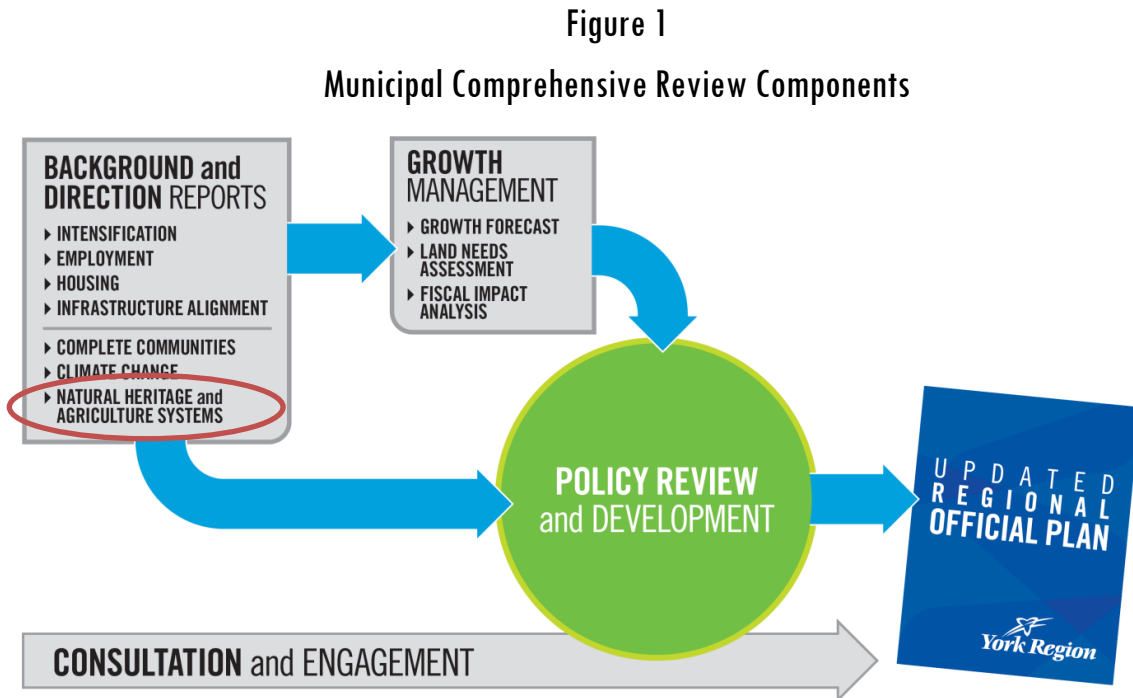 Figure 1
Municipal Comprehensive Review Components
BACKGROUND and
DIRECTION REPORTS
INTENSIFICATION
EMPLOYMENT
HOUSING
INFRASTRUCTURE ALIGNMENT
COMPLETE COMMUNITIES
CLIMATE CHANGE
NATURAL HERITAGE and
AGRICULTURE SYSTEMS
GROWTH
MANAGEMENT
GROWTH FORECAST
LAND NEEDS
ASSESSMENT
FISCAL IMPACT
ANALYSIS
POLICY REVIEW
and DEVELOPMENT
UPDATED
REGIONAL
OFFICIAL PLAN
York Region
CONSULTATION and ENGAGEMENT